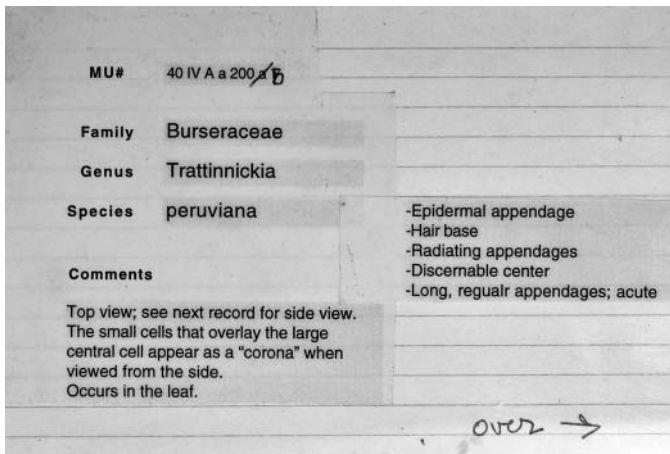 MU# 40 IV A a 200
Family Burseraceae
Genus Trattinnickia
Species peruviana
-Epidermal appendage
-Hair base
-Radiating appendages
-Discernable center
-Long, regualr appendages; acute
Comments
Top view; see next record for side view.
The small cells that overlay the large
central cell appear as a “corona” when
viewed from the side.
Occurs in the leaf.
over →